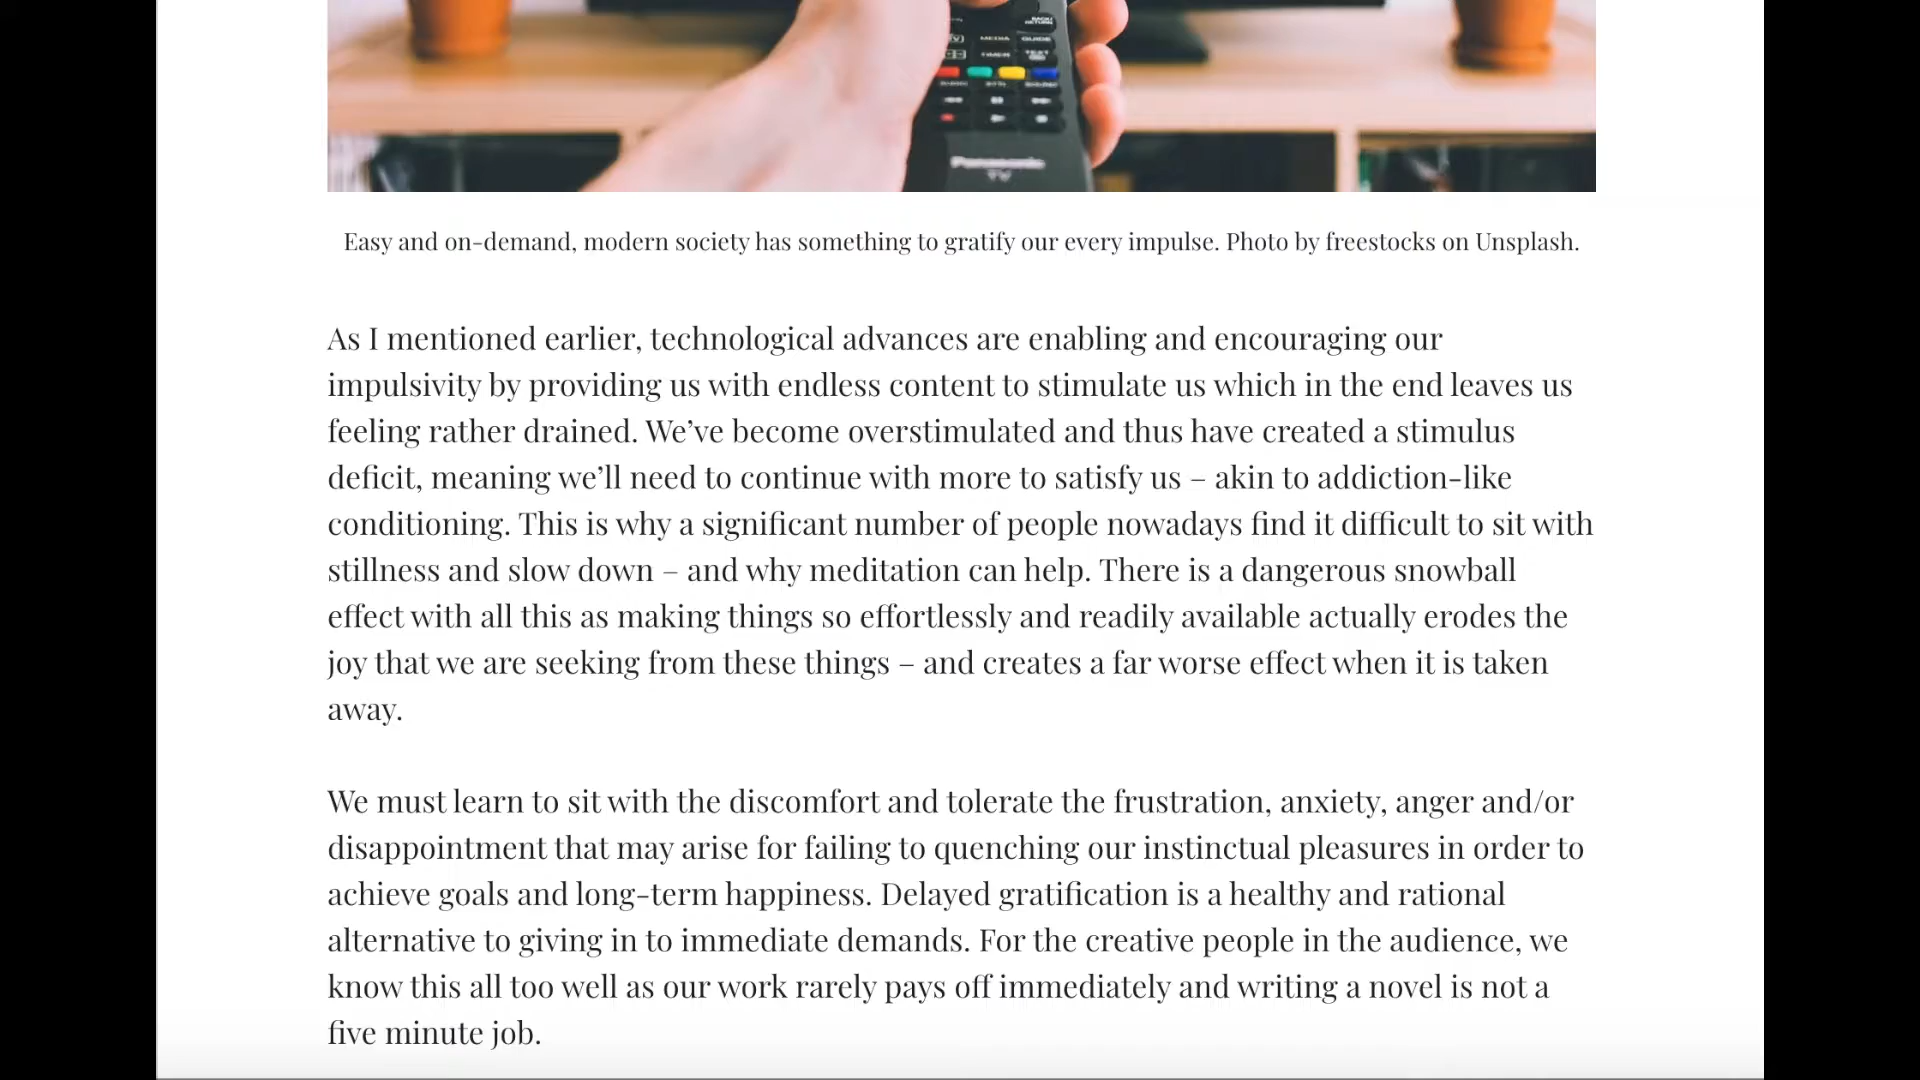 BACK/
RETURN
TV
MEDIA
GUIDE
TEXT
Panasonic
TV
Easy and on-demand, modern society has something to gratify our every impulse. Photo by freestocks on Unsplash.
As I mentioned earlier, technological advances are enabling and encouraging our
impulsivity by providing us with endless content to stimulate us which in the end leaves us
feeling rather drained. We’ve become overstimulated and thus have created a stimulus
deficit, meaning we’ll need to continue with more to satisfy us – akin to addiction-like
conditioning. This is why a significant number of people nowadays find it difficult to sit with
stillness and slow down – and why meditation can help. There is a dangerous snowball
effect with all this as making things so effortlessly and readily available actually erodes the
joy that we are seeking from these things – and creates a far worse effect when it is taken
away.
We must learn to sit with the discomfort and tolerate the frustration, anxiety, anger and/or
disappointment that may arise for failing to quenching our instinctual pleasures in order to
achieve goals and long-term happiness. Delayed gratification is a healthy and rational
alternative to giving in to immediate demands. For the creative people in the audience, we
know this all too well as our work rarely pays off immediately and writing a novel is not a
five minute job.